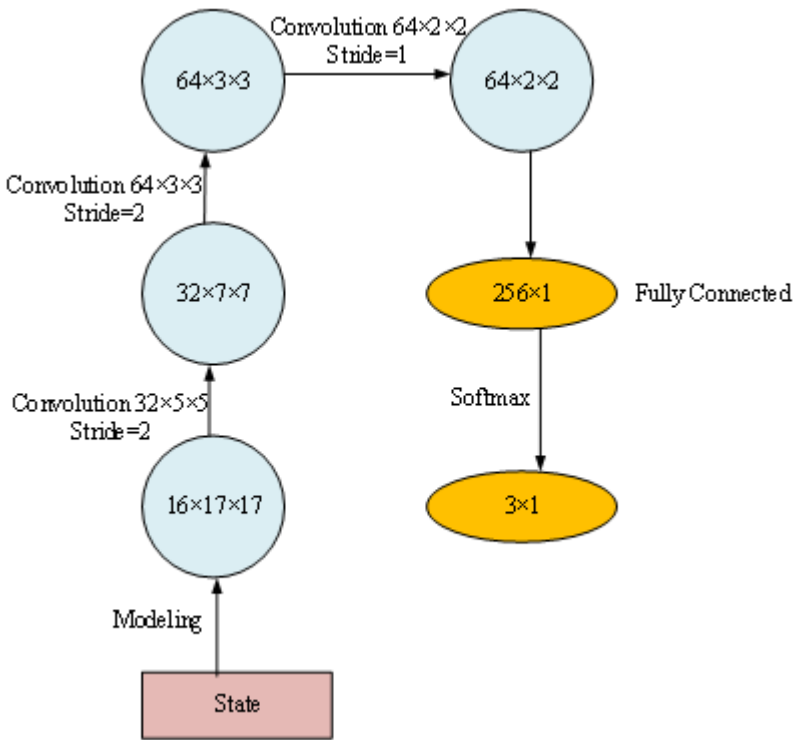 Convolution 64×2×2
Stride=1
64×3×3
64×2×2
Convolution 64×3×3
Stride=2
32×7×7
256×1
Fully Connected
Convolution 32×5×5
Stride=2
Softmax
16×17×17
3×1
Modeling
State